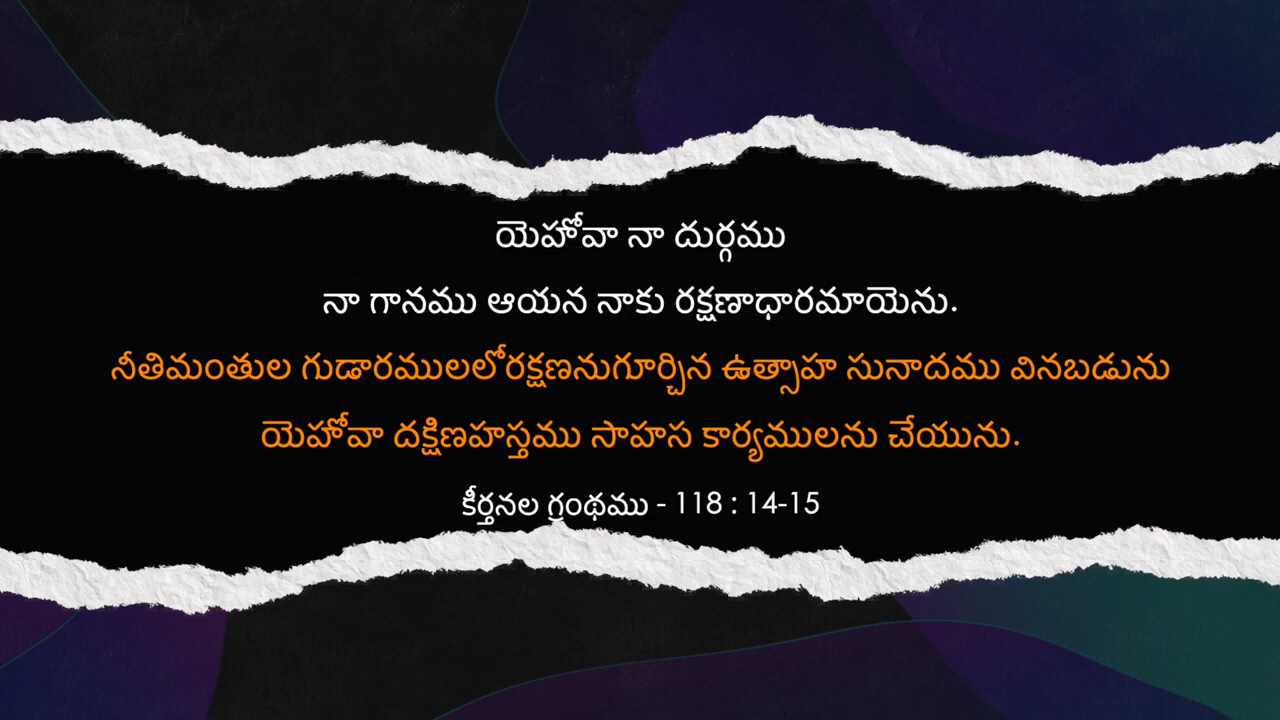 యెహోవా నా దుర్గము
నా గానము ఆయన నాకు రక్షణాధారమాయెను.
నీతిమంతుల గుడారములలోరక్షణనుగూర్చిన ఉత్సాహ సునాదము వినబడును
యెహోవా దక్షిణహస్తము సాహస కార్యములను చేయును.
కీర్తనల గ్రంథము - 118 : 14-15